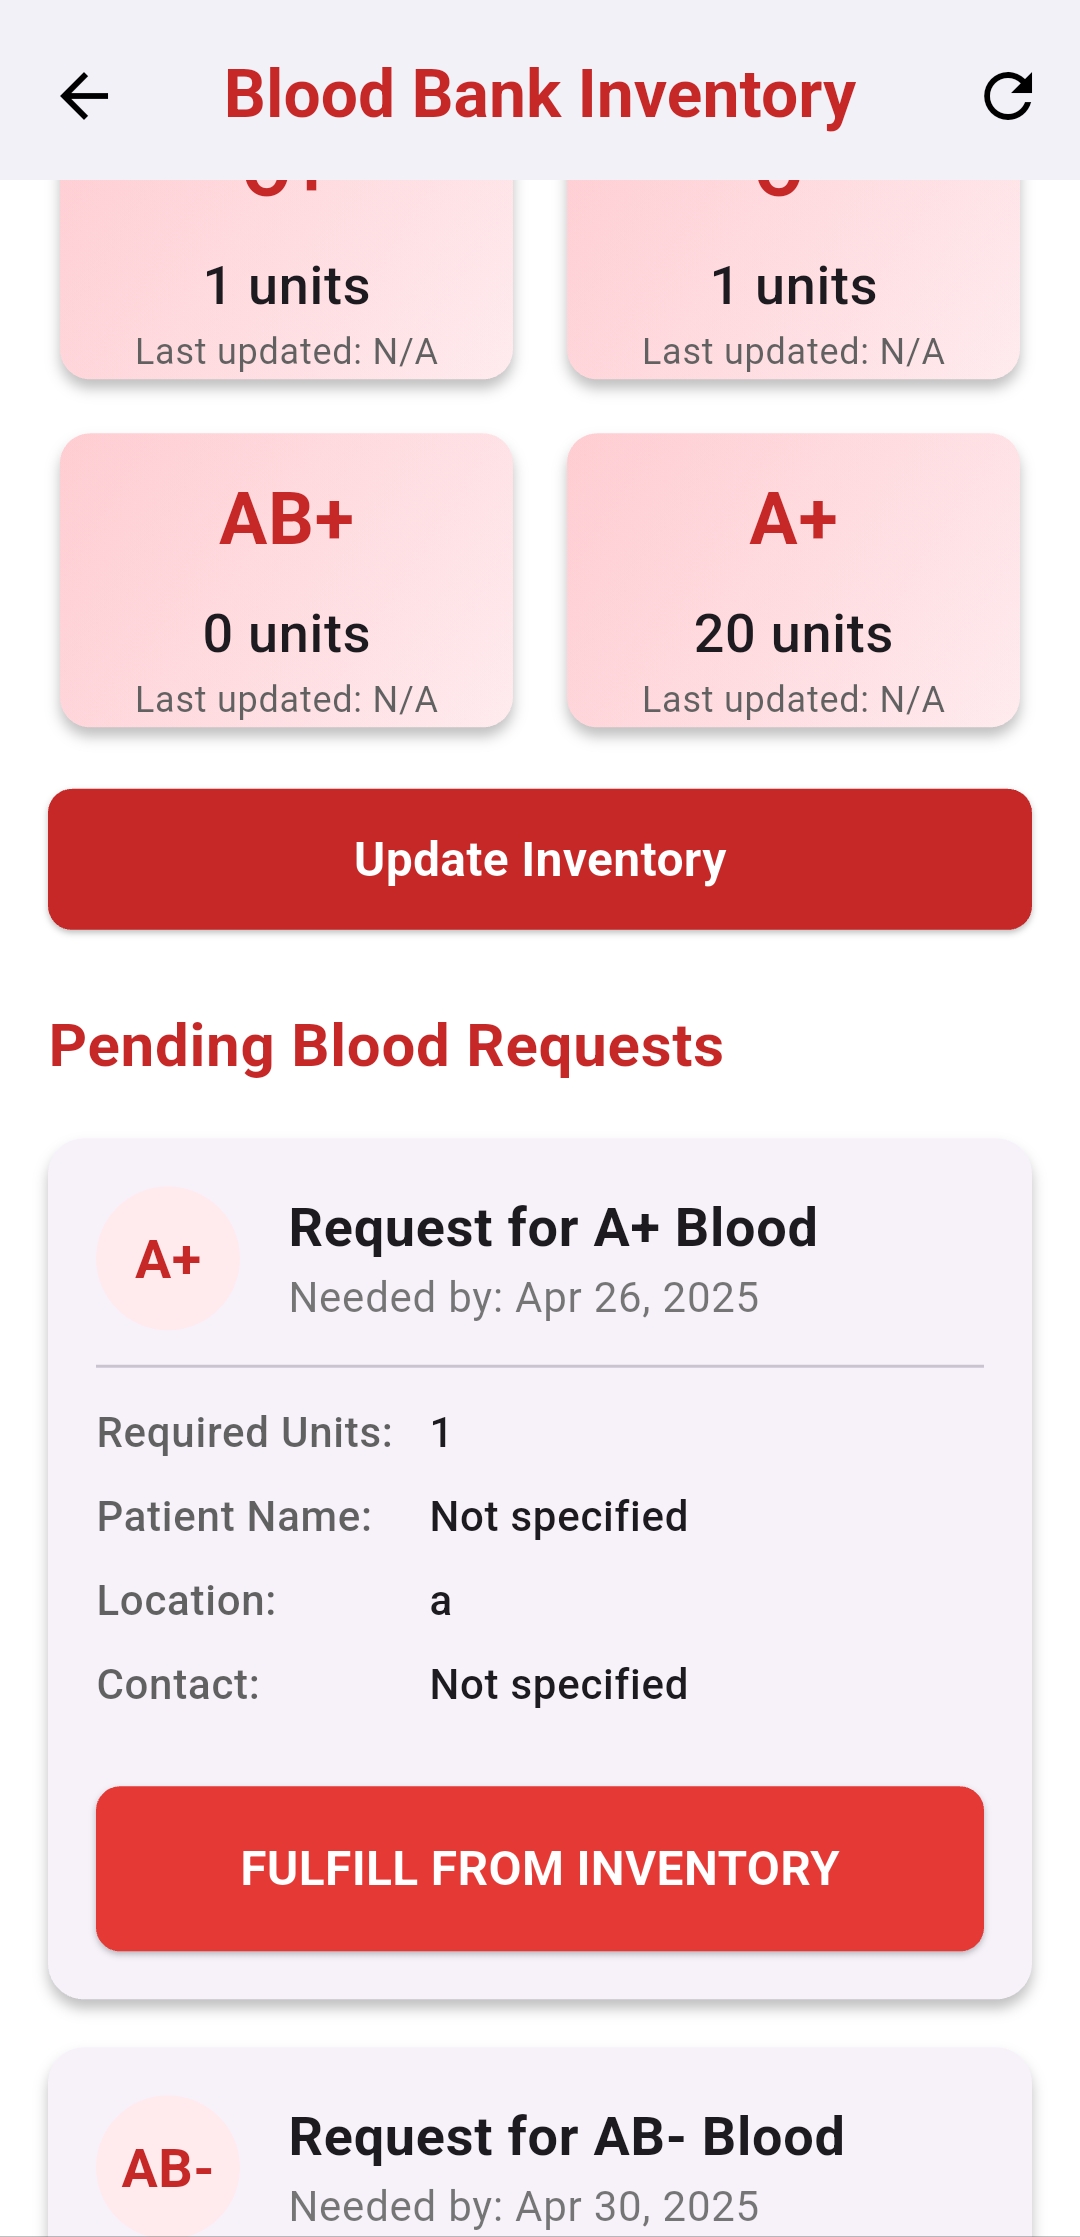 Blood Bank Inventory
1 units
1 units
Last updated: N/A
Last updated: N/A
AB+
A+
0 units
20 units
Last updated: N/A
Last updated: N/A
Update Inventory
Pending Blood Requests
A+
Request for A+ Blood
Needed by: Apr 26, 2025
Required Units: 1
Patient Name: Not specified
Location: a
Contact: Not specified
FULFILL FROM INVENTORY
AB-
Request for AB- Blood
Needed by: Apr 30, 2025